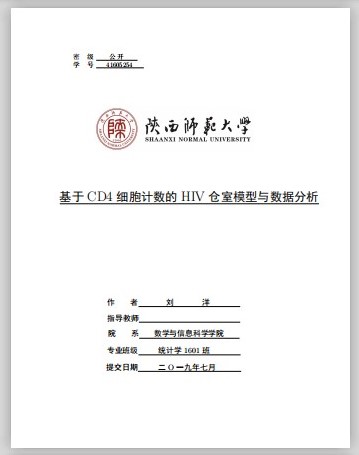 密 级 公开
学 号 41605254
陕西师范大学
SHAANXI NORMAL UNIVERSITY
基于 CD4 细胞计数的 HIV 仓室模型与数据分析
作 者 刘 洋
指导教师
院 系 数学与信息科学学院
专业班级 统计学 1601 班
提交日期 二 O 一九年七月